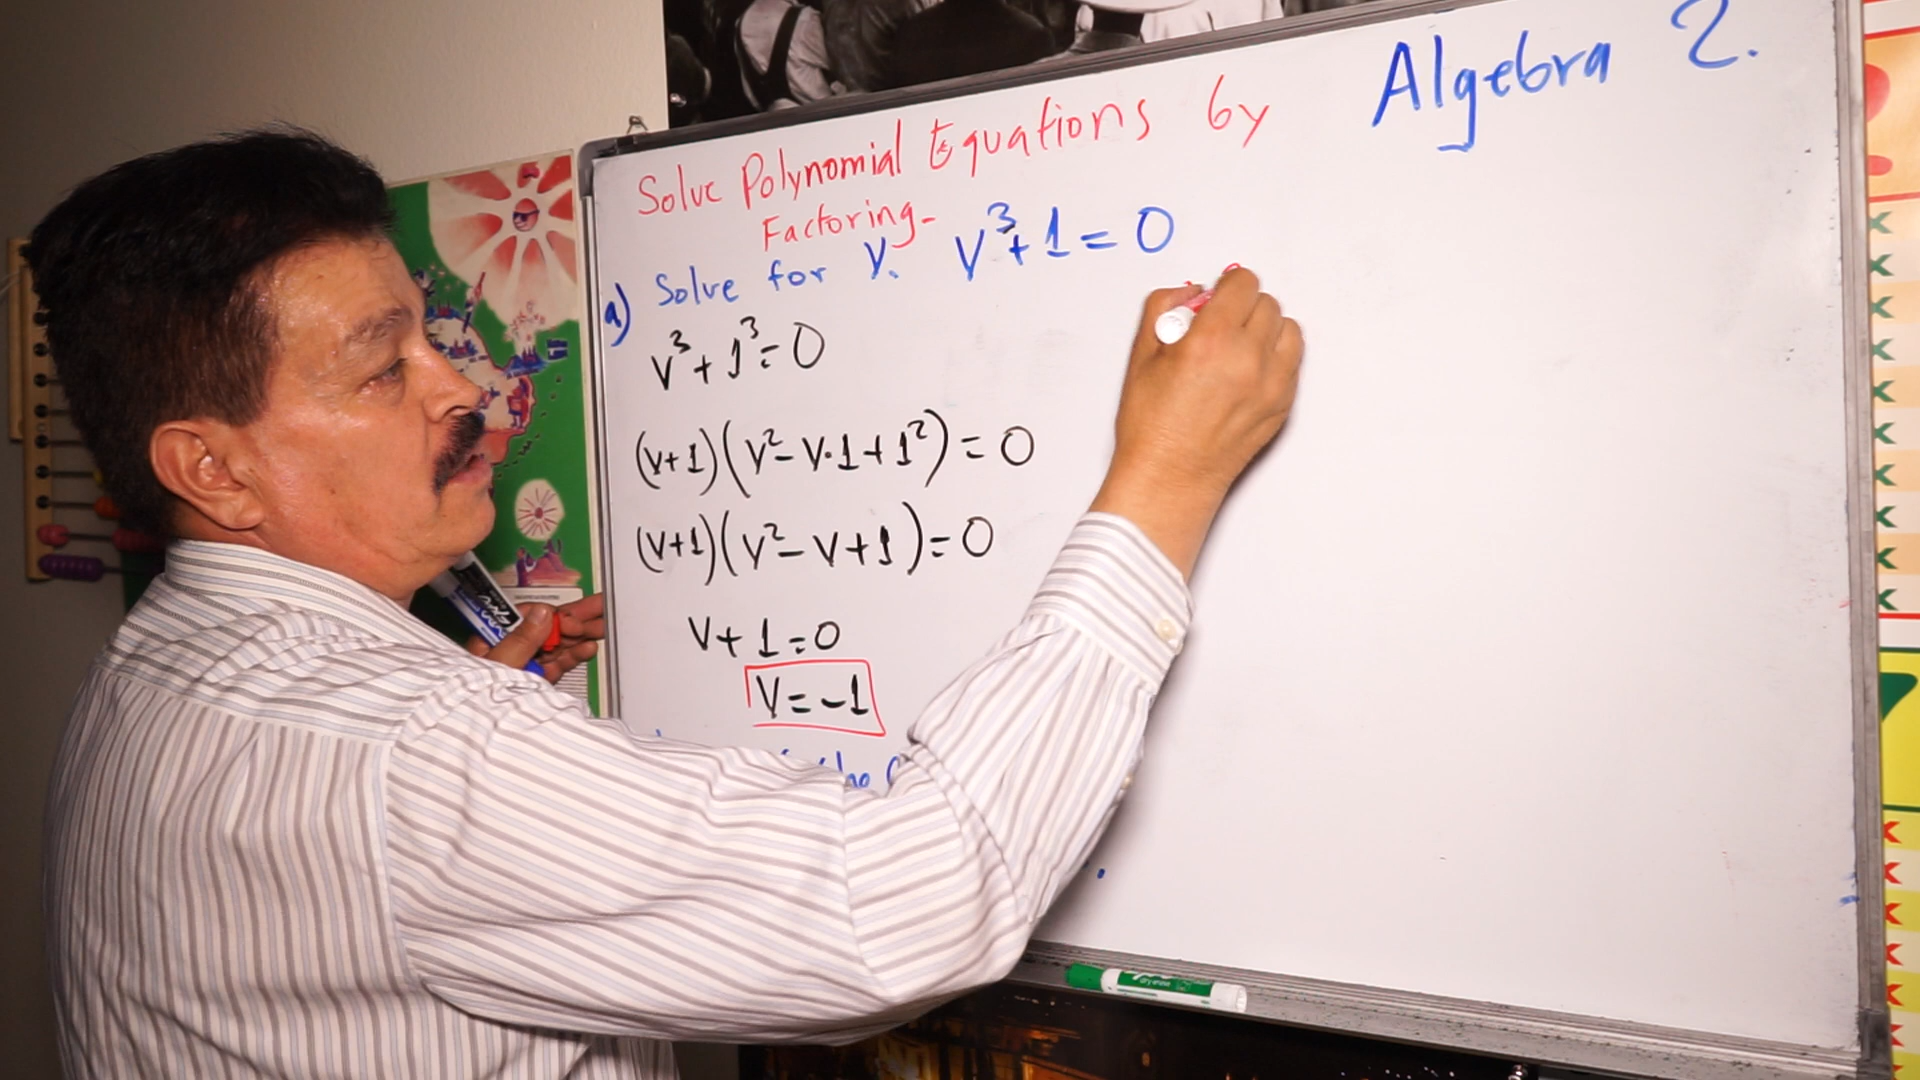 Algebra 2.
Solve Polynomial Equations by
Factoring-
a) Solve for V. V³+1=0
V³+1³=0
(V+1)(V²-V·1+1²)=0
(V+1)(V²-V+1)=0
V+1=0
V=-1